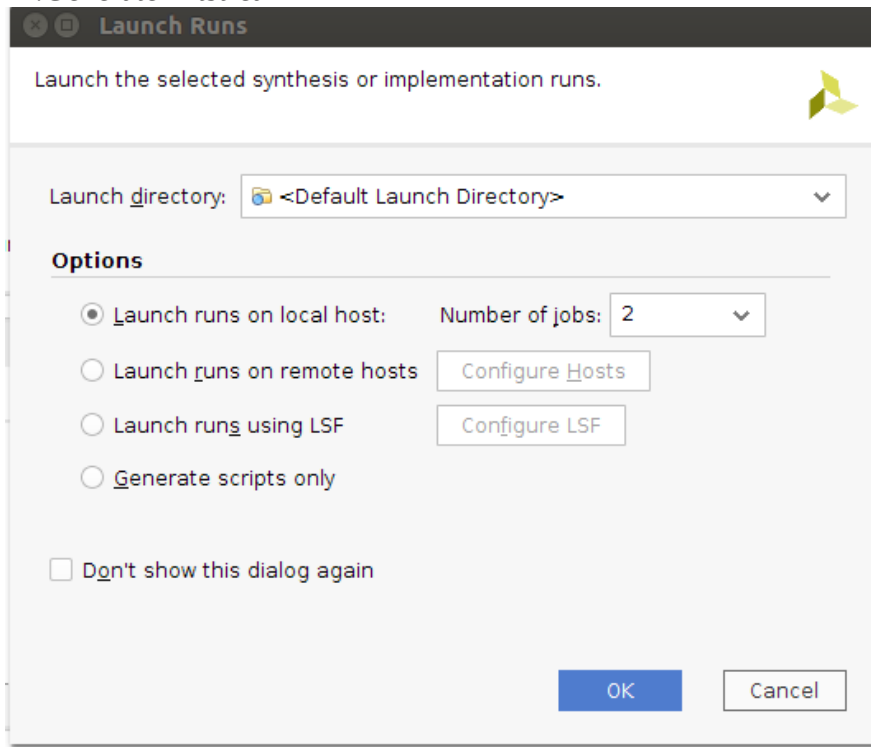 Launch Runs
Launch the selected synthesis or implementation runs.
Launch directory: <Default Launch Directory>
Options
Launch runs on local host: Number of jobs: 2
Launch runs on remote hosts Configure Hosts
Launch runs using LSF Configure LSF
Generate scripts only
Don't show this dialog again
OK Cancel